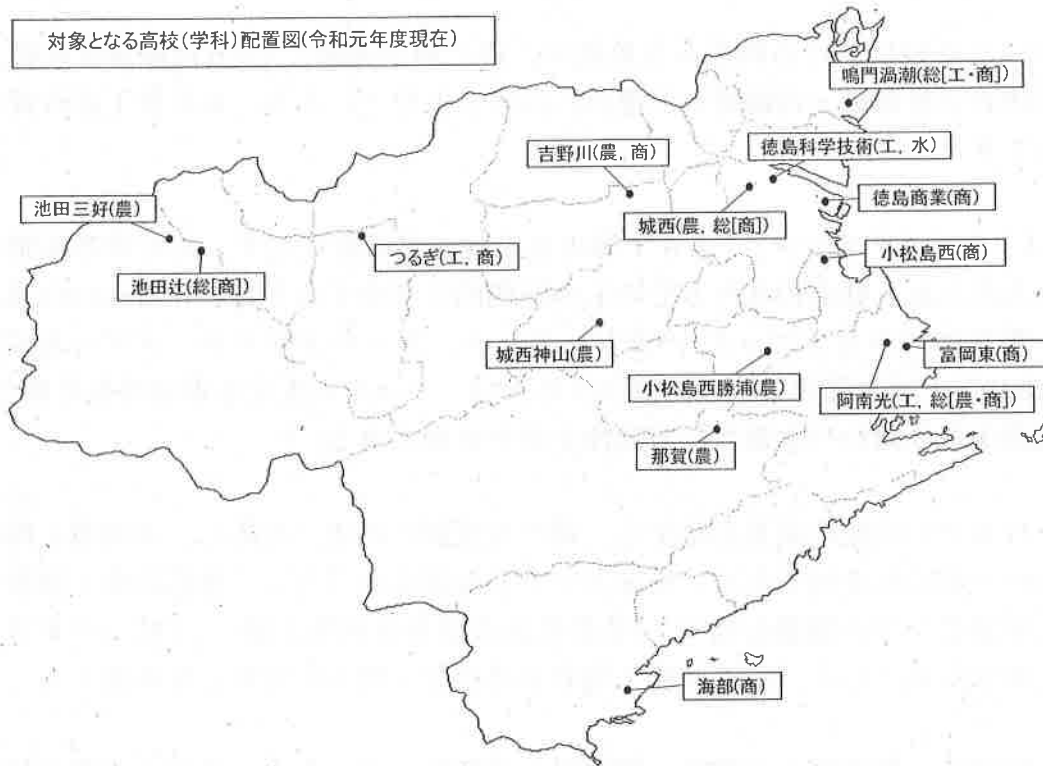 対象となる高校(学科)配置図(令和元年度現在)
鳴門渦潮(総[工・商])
吉野川(農, 商)
徳島科学技術(工, 水)
池田三好(農)
城西(農, 総[商])
徳島商業(商)
つるぎ(工, 商)
小松島西(商)
池田辻(総[商])
城西神山(農)
富岡東(商)
小松島西勝浦(農)
阿南光(工, 総[農・商])
那賀(農)
海部(商)